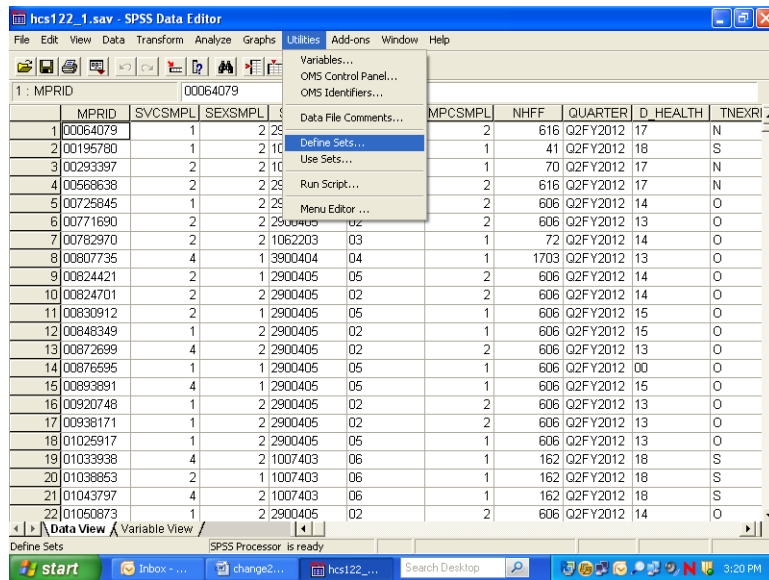 hcs122_1.sav - SPSS Data Editor
File Edit View Data Transform Analyze Graphs Utilities Add-ons Window Help
Variables...
OMS Control Panel...
OMS Identifiers...
Data File Comments...
Define Sets...
Use Sets...
Run Script...
Menu Editor ...
1 : MPRID 00064079
MPRID SVCSMPL SEXSMPL MPCSMPL NHFF QUARTER D_HEALTH TNEXRE
1 00064079 1 2 2 616 Q2FY2012 17 N
2 00195780 1 2 1 41 Q2FY2012 18 S
3 00293397 2 2 1 70 Q2FY2012 17 N
4 00568638 2 2 2 616 Q2FY2012 17 N
5 00725845 1 2 2 606 Q2FY2012 14 O
6 00771690 2 2 2900405 02 2 606 Q2FY2012 13 O
7 00782970 2 2 1062203 03 1 72 Q2FY2012 14 O
8 00807735 4 1 3900404 04 1 1703 Q2FY2012 13 O
9 00824421 2 1 2900405 05 2 606 Q2FY2012 14 O
10 00824701 2 2 2900405 02 2 606 Q2FY2012 14 O
11 00830912 2 1 2900405 05 1 606 Q2FY2012 15 O
12 00848349 1 1 2900405 02 1 606 Q2FY2012 15 O
13 00872699 4 2 2900405 02 2 606 Q2FY2012 13 O
14 00876595 1 1 2900405 05 1 606 Q2FY2012 00 O
15 00893891 4 1 2900405 05 1 606 Q2FY2012 15 O
16 00920748 1 2 2900405 02 2 606 Q2FY2012 13 O
17 00938171 1 2 2900405 02 2 606 Q2FY2012 13 O
18 01025917 1 2 2900405 05 1 606 Q2FY2012 13 O
19 01033938 4 2 1007403 06 1 162 Q2FY2012 18 S
20 01038853 2 1 1007403 06 1 162 Q2FY2012 18 S
21 01043797 4 2 1007403 06 1 162 Q2FY2012 18 S
22 01050873 1 2 2900405 02 2 606 Q2FY2012 14 O
Data View Variable View
Define Sets SPSS Processor is ready
start Inbox - ... change2... hcs122_... Search Desktop 3:20 PM